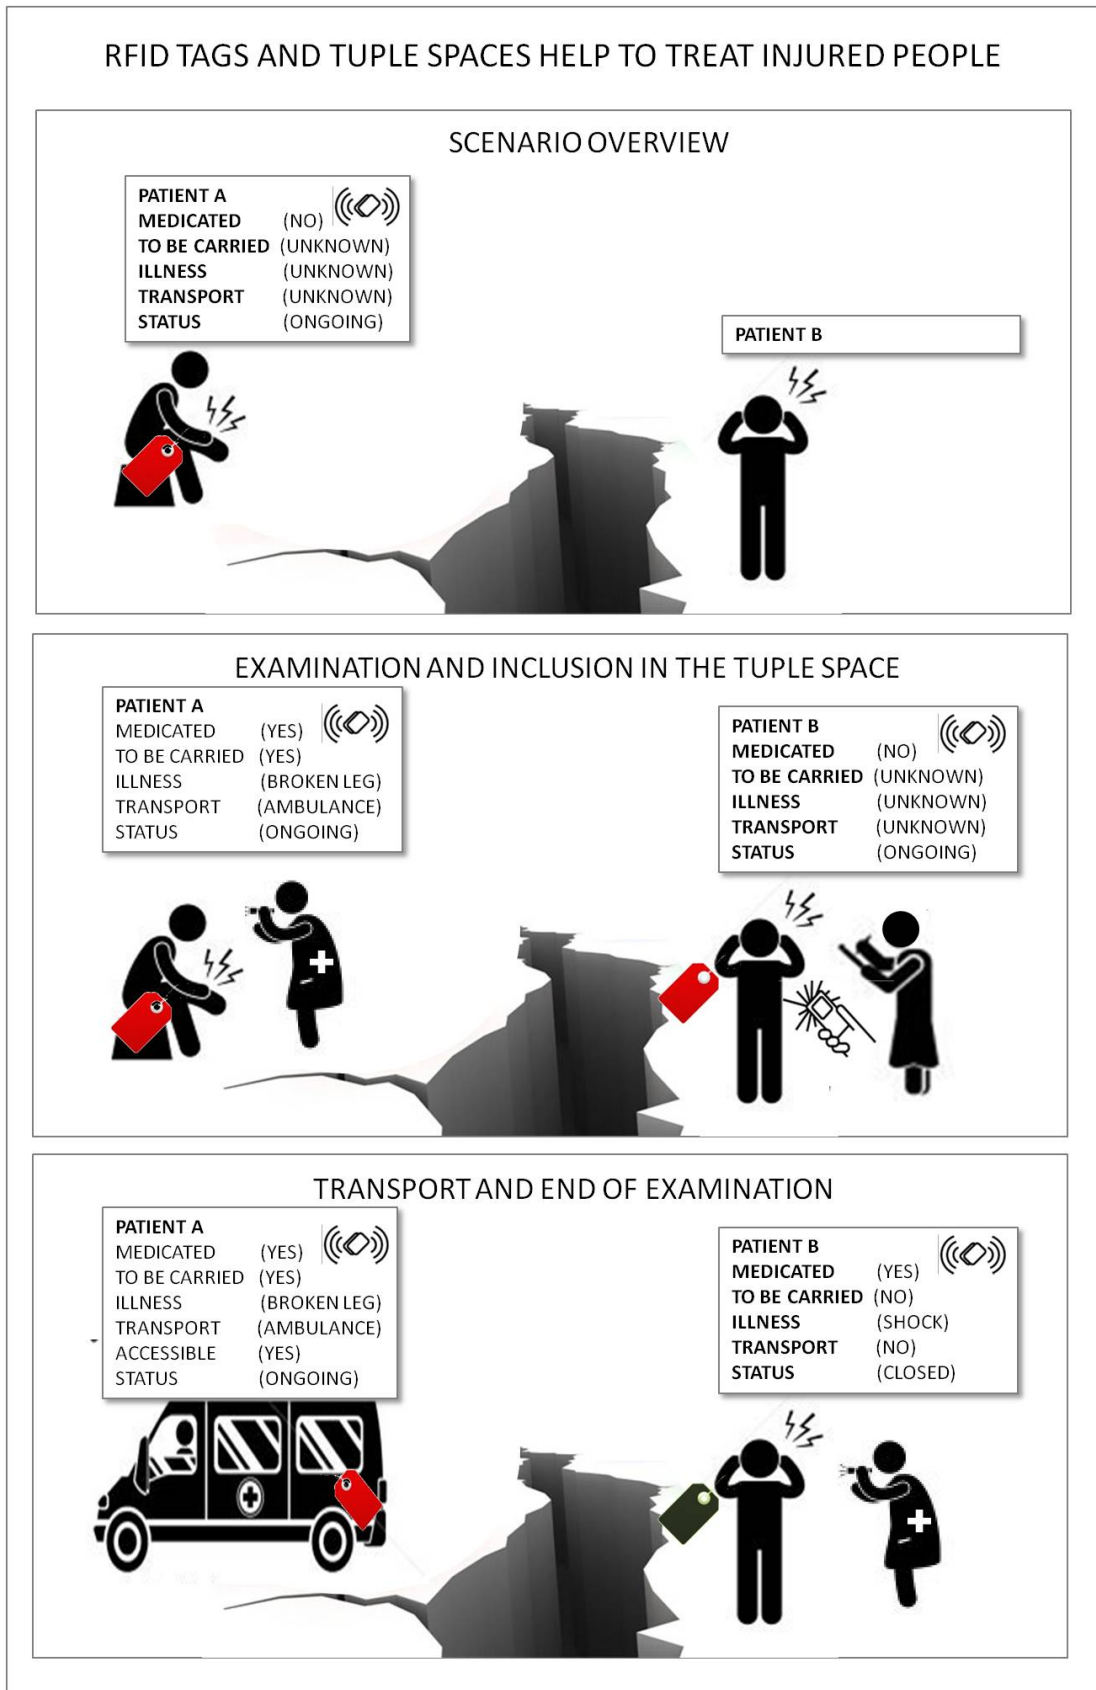 RFID TAGS AND TUPLE SPACES HELP TO TREAT INJURED PEOPLE
SCENARIO OVERVIEW
PATIENT A
MEDICATED (NO)
TO BE CARRIED (UNKNOWN)
ILLNESS (UNKNOWN)
TRANSPORT (UNKNOWN)
STATUS (ONGOING)
PATIENT B
EXAMINATION AND INCLUSION IN THE TUPLE SPACE
PATIENT A
MEDICATED (YES)
TO BE CARRIED (YES)
ILLNESS (BROKEN LEG)
TRANSPORT (AMBULANCE)
STATUS (ONGOING)
PATIENT B
MEDICATED (NO)
TO BE CARRIED (UNKNOWN)
ILLNESS (UNKNOWN)
TRANSPORT (UNKNOWN)
STATUS (ONGOING)
TRANSPORT AND END OF EXAMINATION
PATIENT A
MEDICATED (YES)
TO BE CARRIED (YES)
ILLNESS (BROKEN LEG)
TRANSPORT (AMBULANCE)
ACCESSIBLE (YES)
STATUS (ONGOING)
PATIENT B
MEDICATED (YES)
TO BE CARRIED (NO)
ILLNESS (SHOCK)
TRANSPORT (NO)
STATUS (CLOSED)